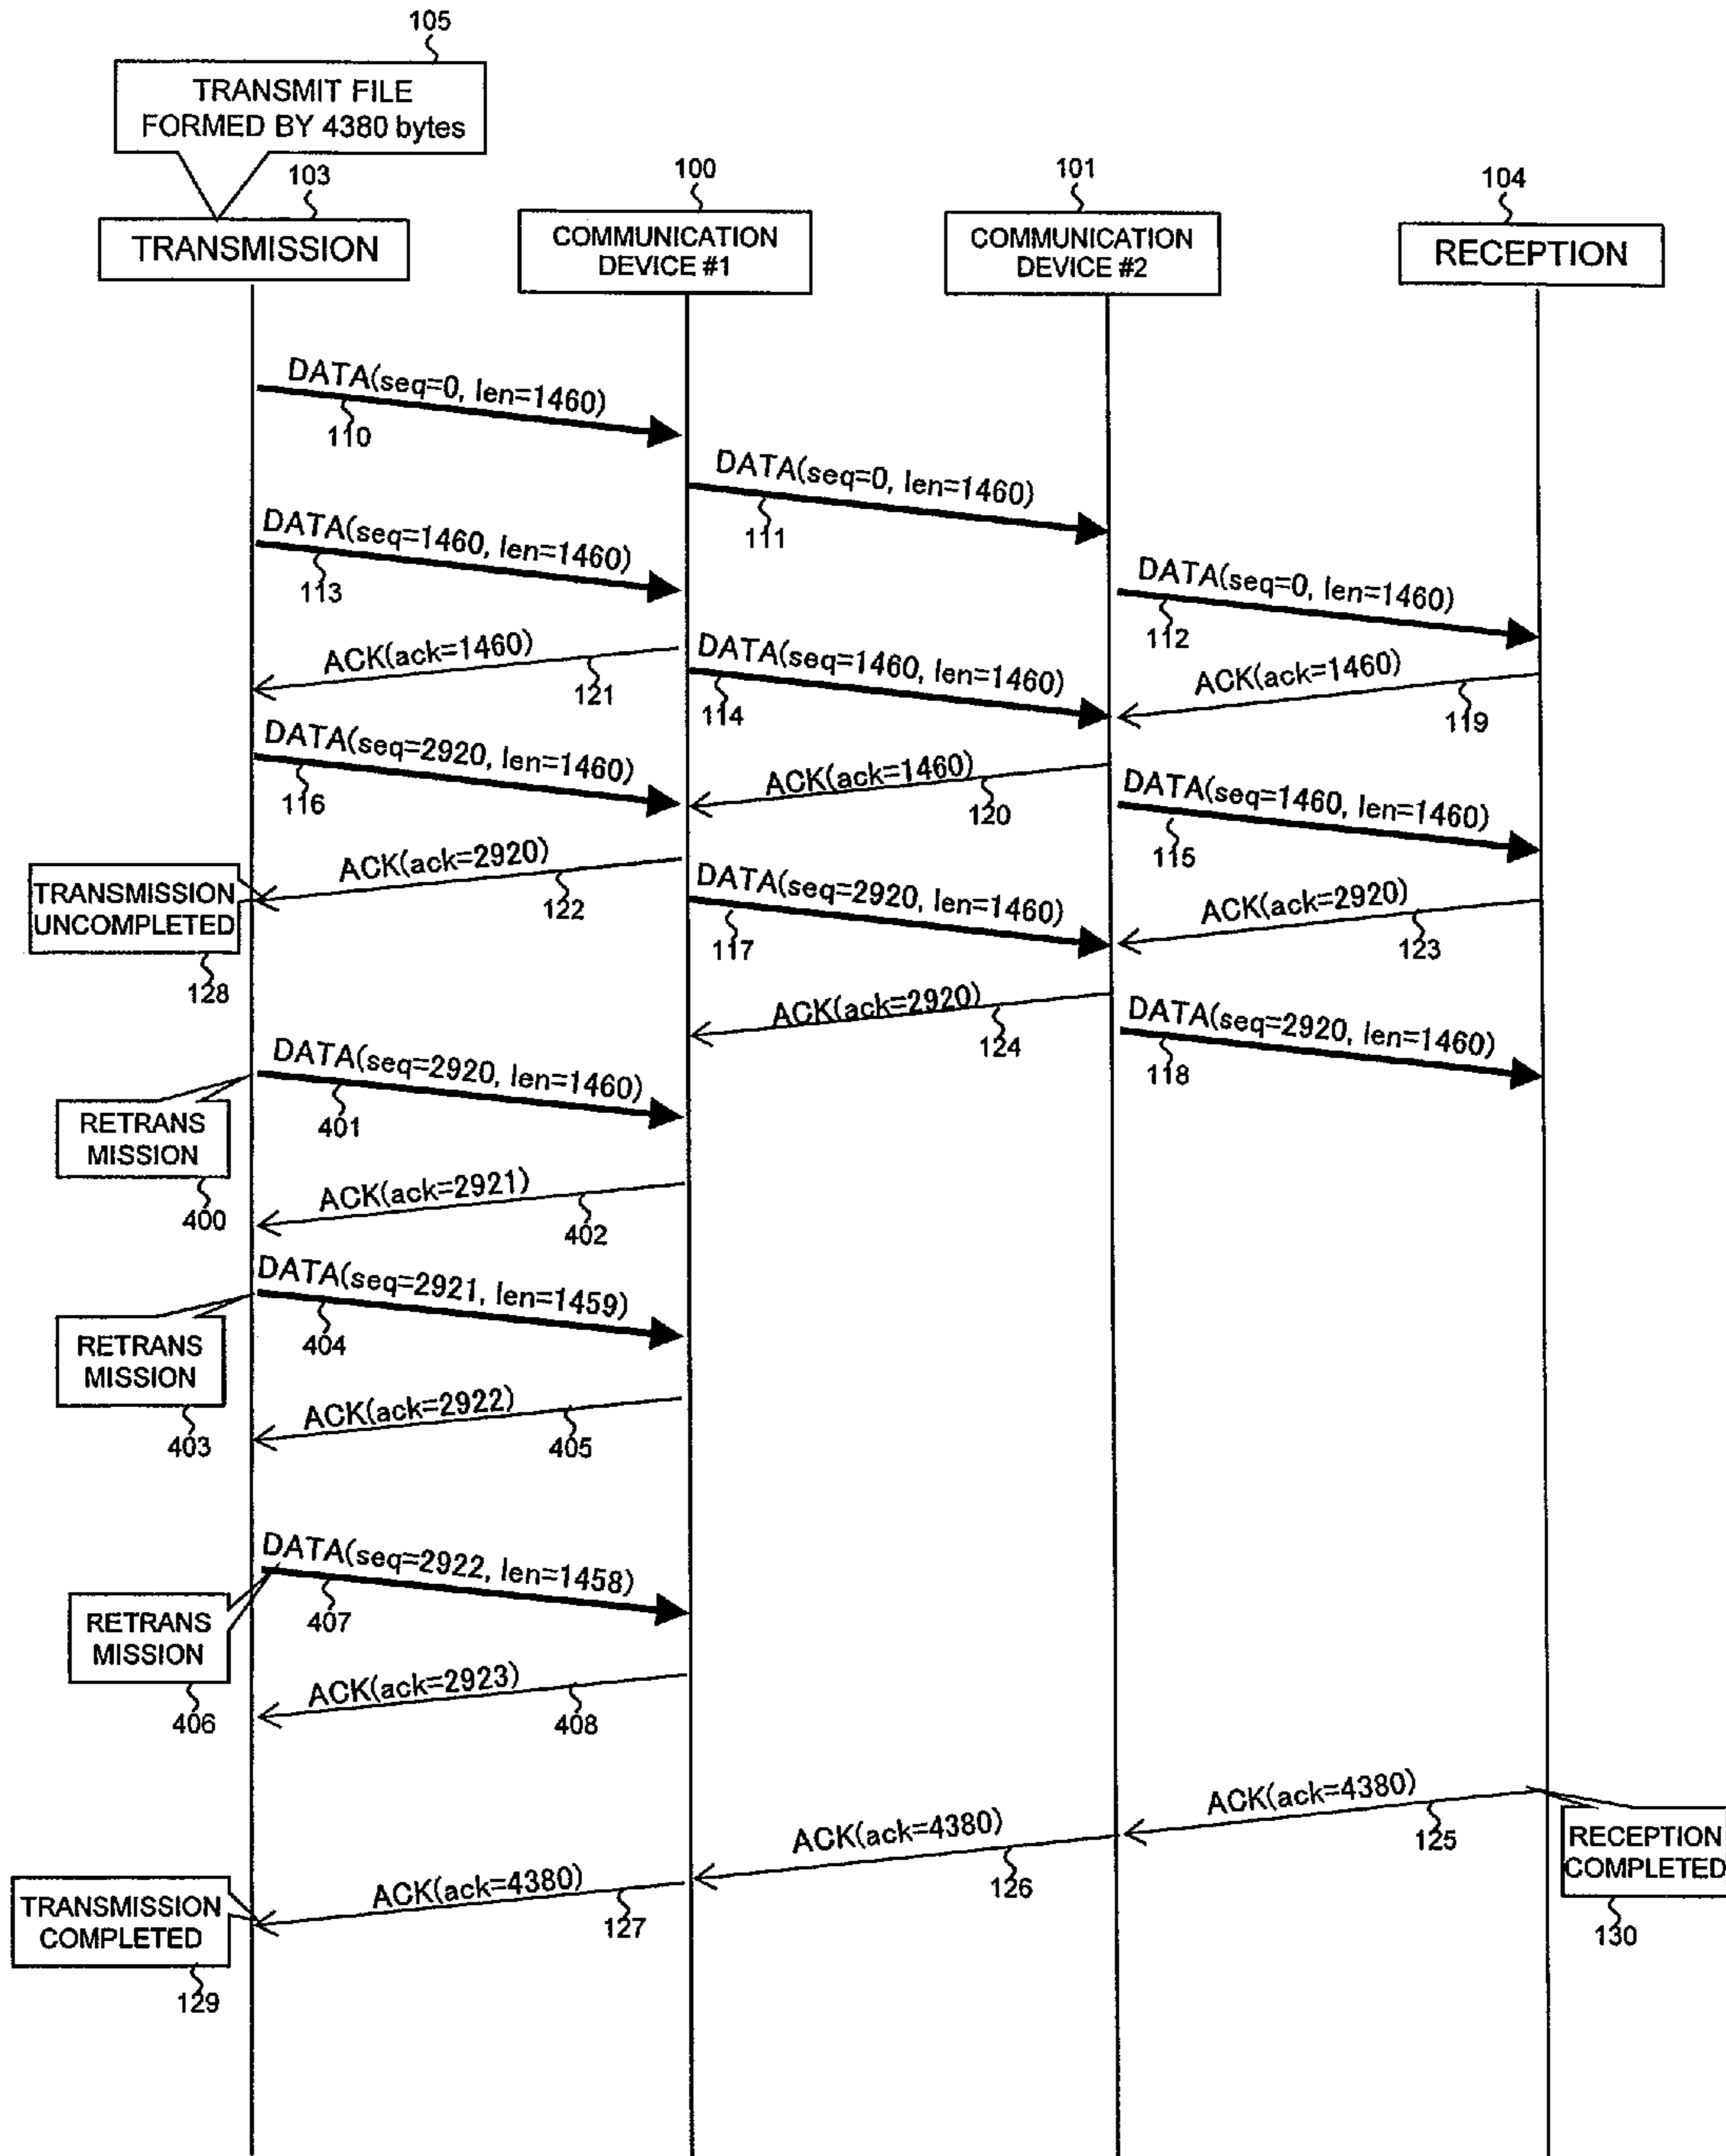 105
TRANSMIT FILE
FORMED BY 4380 bytes
103
100
101
104
TRANSMISSION
COMMUNICATION
DEVICE #1
COMMUNICATION
DEVICE #2
RECEPTION
DATA(seq=0, len=1460)
110
DATA(seq=0, len=1460)
111
DATA(seq=1460, len=1460)
113
DATA(seq=0, len=1460)
112
ACK(ack=1460)
121
DATA(seq=1460, len=1460)
114
ACK(ack=1460)
119
DATA(seq=2920, len=1460)
116
ACK(ack=1460)
120
DATA(seq=1460, len=1460)
115
TRANSMISSION
UNCOMPLETED
128
ACK(ack=2920)
122
DATA(seq=2920, len=1460)
117
ACK(ack=2920)
123
ACK(ack=2920)
124
DATA(seq=2920, len=1460)
118
DATA(seq=2920, len=1460)
401
RETRANS
MISSION
400
ACK(ack=2921)
402
DATA(seq=2921, len=1459)
404
RETRANS
MISSION
403
ACK(ack=2922)
405
DATA(seq=2922, len=1458)
407
RETRANS
MISSION
406
ACK(ack=2923)
408
ACK(ack=4380)
125
RECEPTION
COMPLETED
130
ACK(ack=4380)
126
ACK(ack=4380)
127
TRANSMISSION
COMPLETED
129